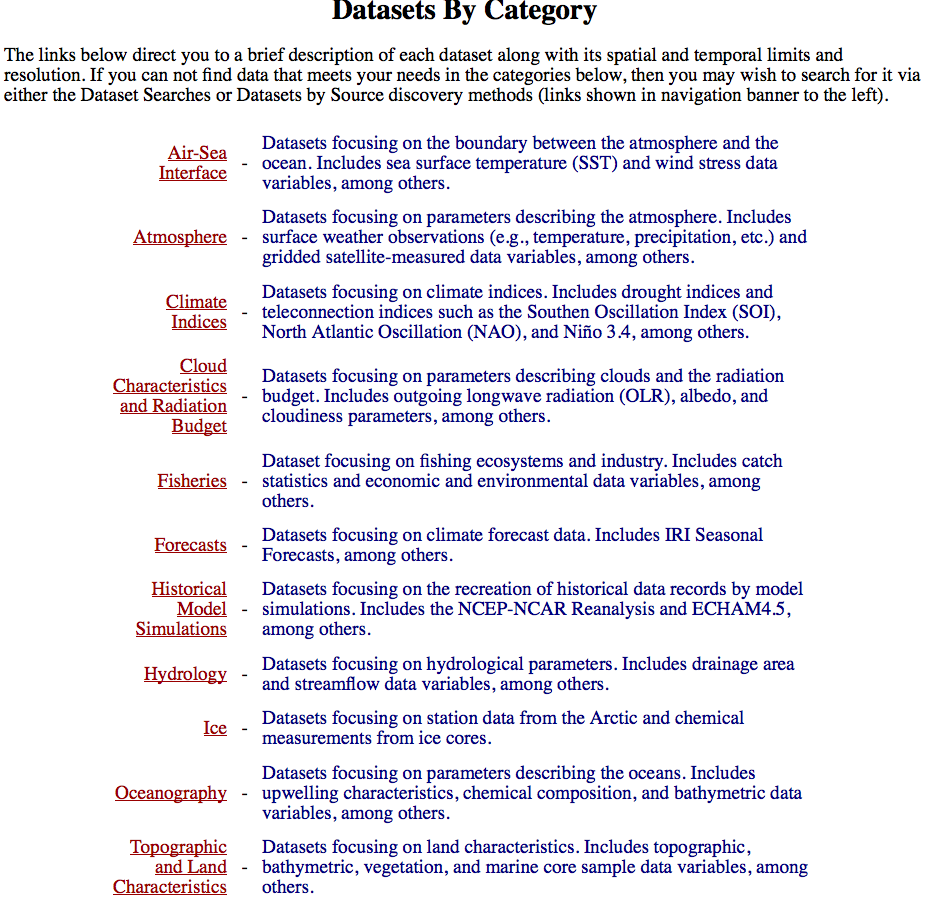 Datasets By Category
The links below direct you to a brief description of each dataset along with its spatial and temporal limits and
resolution. If you can not find data that meets your needs in the categories below, then you may wish to search for it via
either the Dataset Searches or Datasets by Source discovery methods (links shown in navigation banner to the left).
Air-Sea
Interface
-
Datasets focusing on the boundary between the atmosphere and the
ocean. Includes sea surface temperature (SST) and wind stress data
variables, among others.
Atmosphere
-
Datasets focusing on parameters describing the atmosphere. Includes
surface weather observations (e.g., temperature, precipitation, etc.) and
gridded satellite-measured data variables, among others.
Climate
Indices
-
Datasets focusing on climate indices. Includes drought indices and
teleconnection indices such as the Southen Oscillation Index (SOI),
North Atlantic Oscillation (NAO), and Niño 3.4, among others.
Cloud
Characteristics
and Radiation
Budget
-
Datasets focusing on parameters describing clouds and the radiation
budget. Includes outgoing longwave radiation (OLR), albedo, and
cloudiness parameters, among others.
Fisheries
-
Dataset focusing on fishing ecosystems and industry. Includes catch
statistics and economic and environmental data variables, among
others.
Forecasts
-
Datasets focusing on climate forecast data. Includes IRI Seasonal
Forecasts, among others.
Historical
Model
Simulations
-
Datasets focusing on the recreation of historical data records by model
simulations. Includes the NCEP-NCAR Reanalysis and ECHAM4.5,
among others.
Hydrology
-
Datasets focusing on hydrological parameters. Includes drainage area
and streamflow data variables, among others.
Ice
-
Datasets focusing on station data from the Arctic and chemical
measurements from ice cores.
Oceanography
-
Datasets focusing on parameters describing the oceans. Includes
upwelling characteristics, chemical composition, and bathymetric data
variables, among others.
Topographic
and Land
Characteristics
-
Datasets focusing on land characteristics. Includes topographic,
bathymetric, vegetation, and marine core sample data variables, among
others.